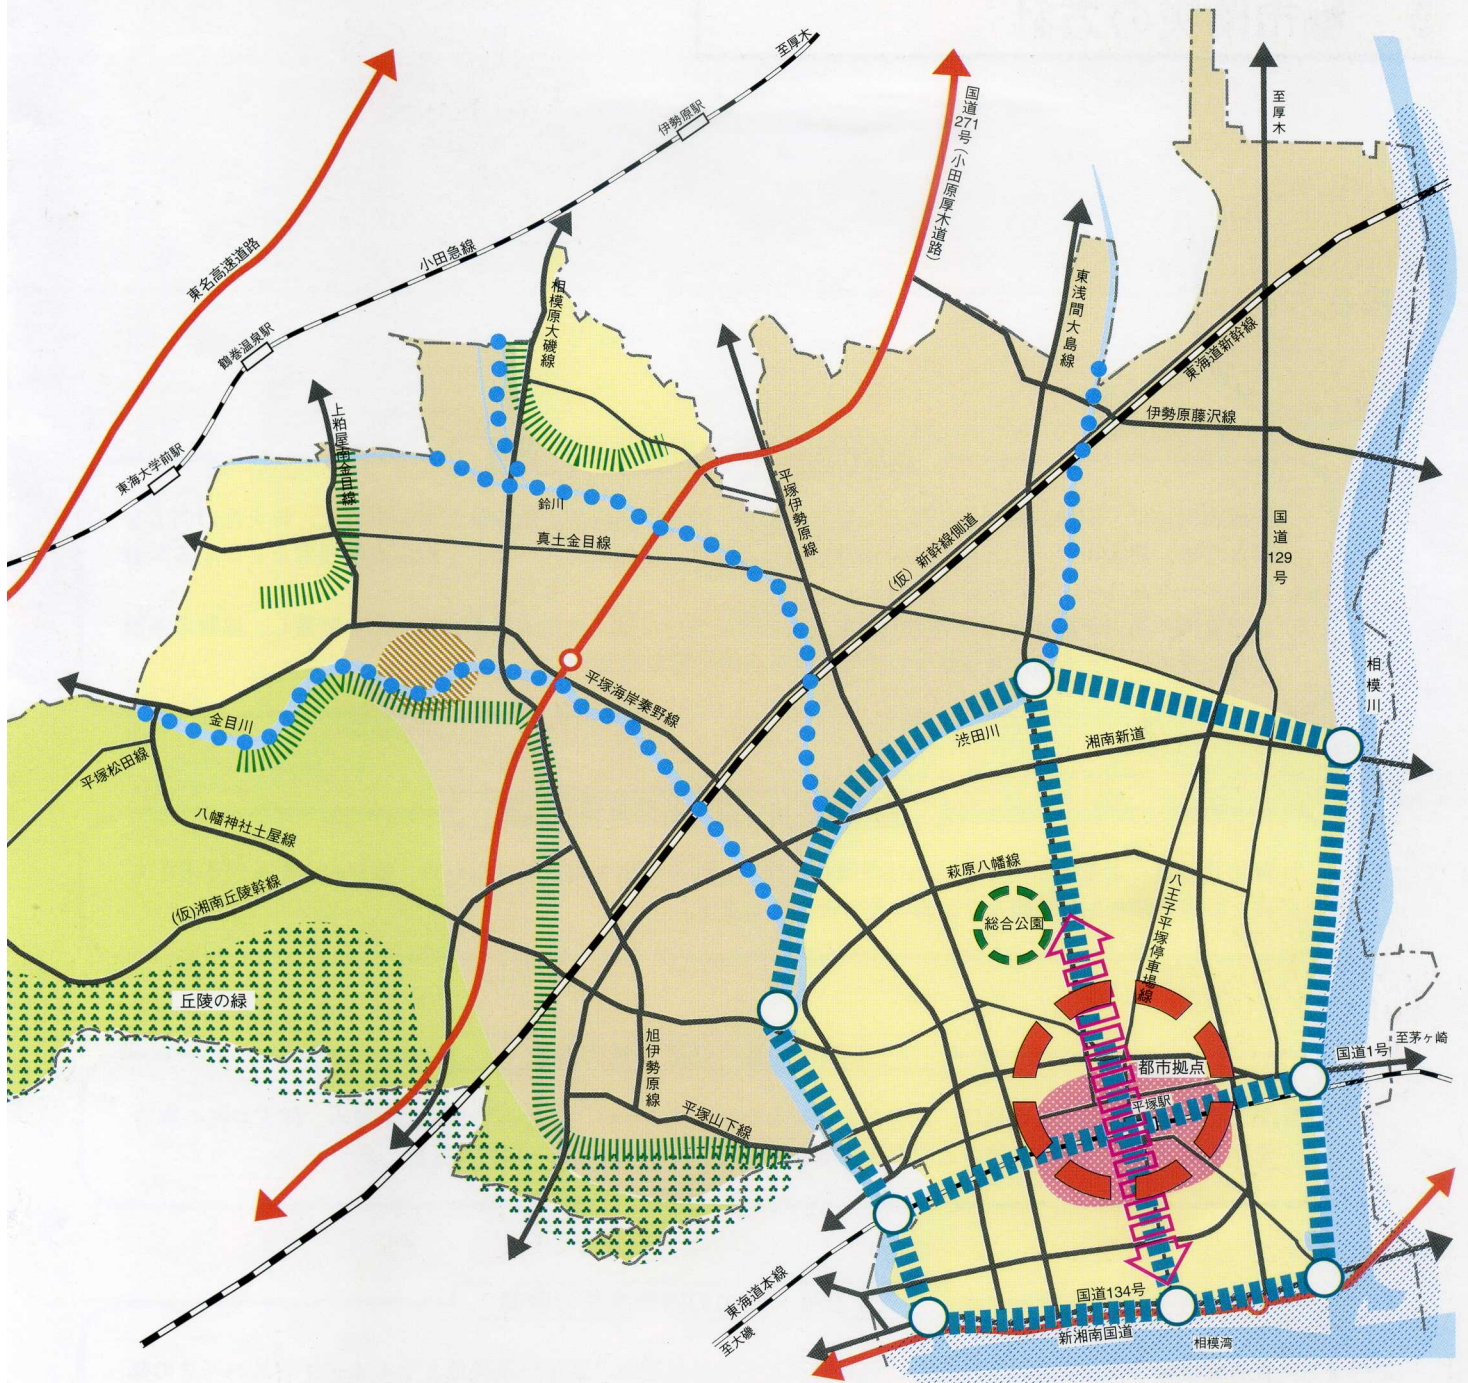 至厚木
伊勢原駅
国道271号(小田原厚木道路)
至厚木
東名高速道路
小田急線
相模原大磯線
東浅間大島線
東海道新幹線
鶴巻温泉駅
上粕屋南金目線
伊勢原藤沢線
東海大学前駅
平塚伊勢原線
鈴川
真土金目線
(仮)新幹線側道
国道129号
相模川
平塚海岸秦野線
金目川
渋田川
湘南新道
平塚松田線
八幡神社土屋線
萩原八幡線
(仮)湘南丘陵幹線
八王子平塚停車場線
総合公園
丘陵の緑
旭伊勢原線
国道1号
至茅ヶ崎
都市拠点
平塚駅
平塚山下線
東海道本線
至大磯
国道134号
新湘南国道
相模湾